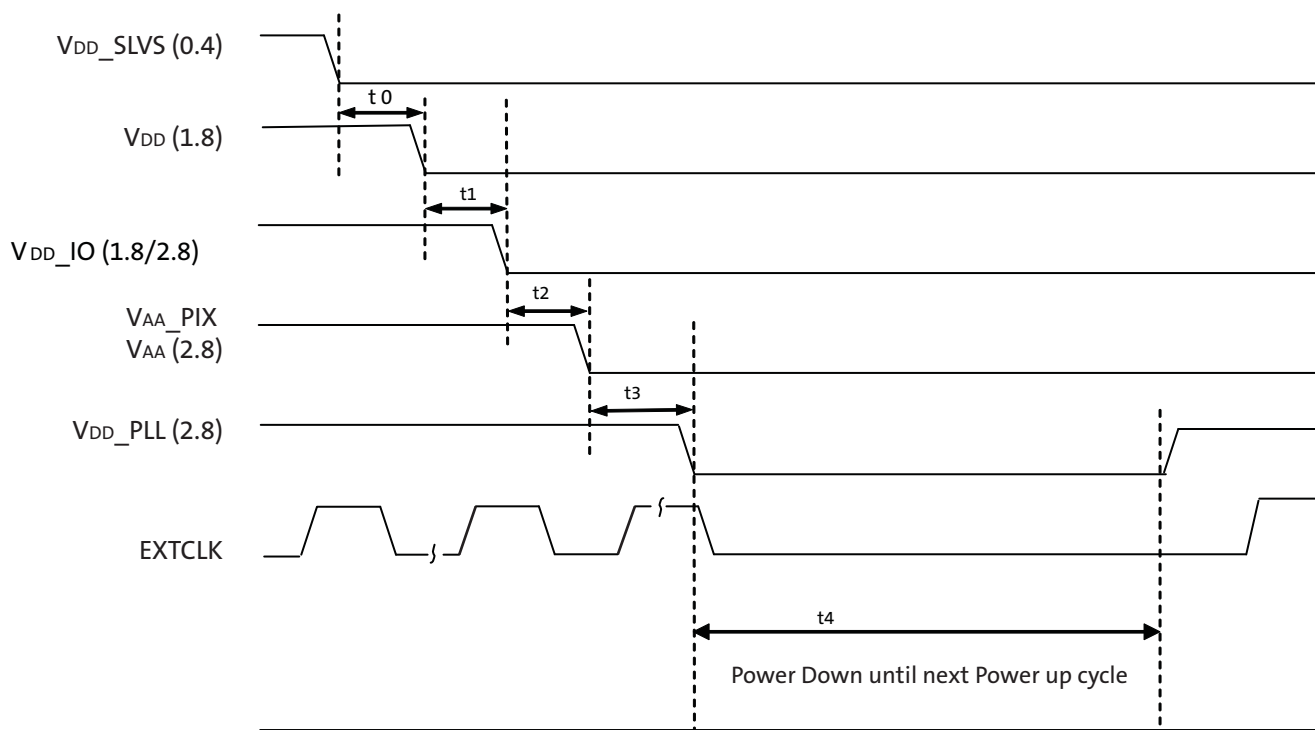 VDD_SLVS (0.4)
t 0
VDD (1.8)
t1
VDD_IO (1.8/2.8)
t2
VAA_PIX
VAA (2.8)
t3
VDD_PLL (2.8)
EXTCLK
t4
Power Down until next Power up cycle